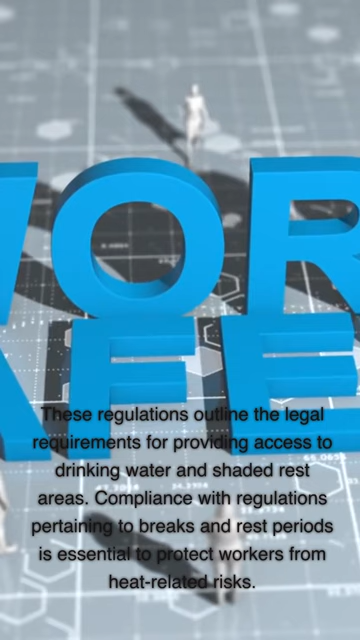 WOR
AFE
These regulations outline the legal
requirements for providing access to
drinking water and shaded rest
areas. Compliance with regulations
pertaining to breaks and rest periods
is essential to protect workers from
heat-related risks.